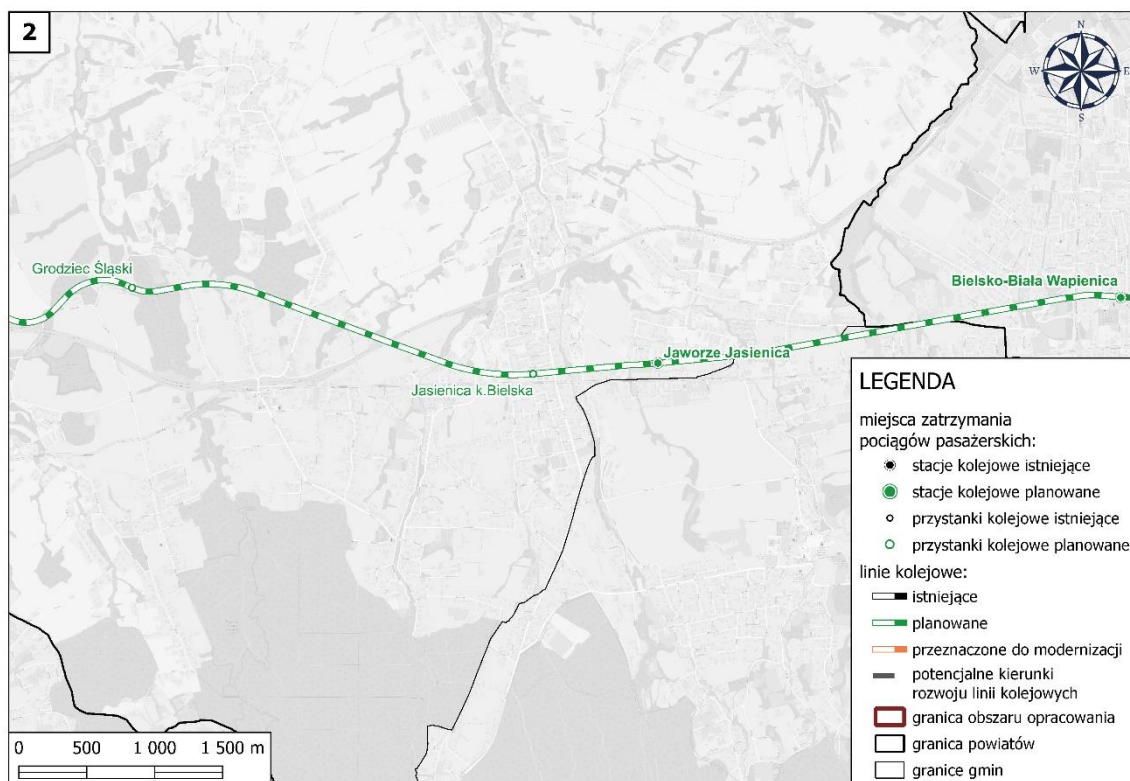 2
N
W
E
S
Grodziec Śląski
Bielsko-Biała Wapienica
Jaworze Jasienica
Jasienica k.Bielska
LEGENDA
miejsca zatrzymania
pociągów pasażerskich:
stacje kolejowe istniejące
stacje kolejowe planowane
przystanki kolejowe istniejące
przystanki kolejowe planowane
linie kolejowe:
istniejące
planowane
przeznaczone do modernizacji
potencjalne kierunki
rozwoju linii kolejowych
granica obszaru opracowania
granica powiatów
granice gmin
0 500 1 000 1 500 m